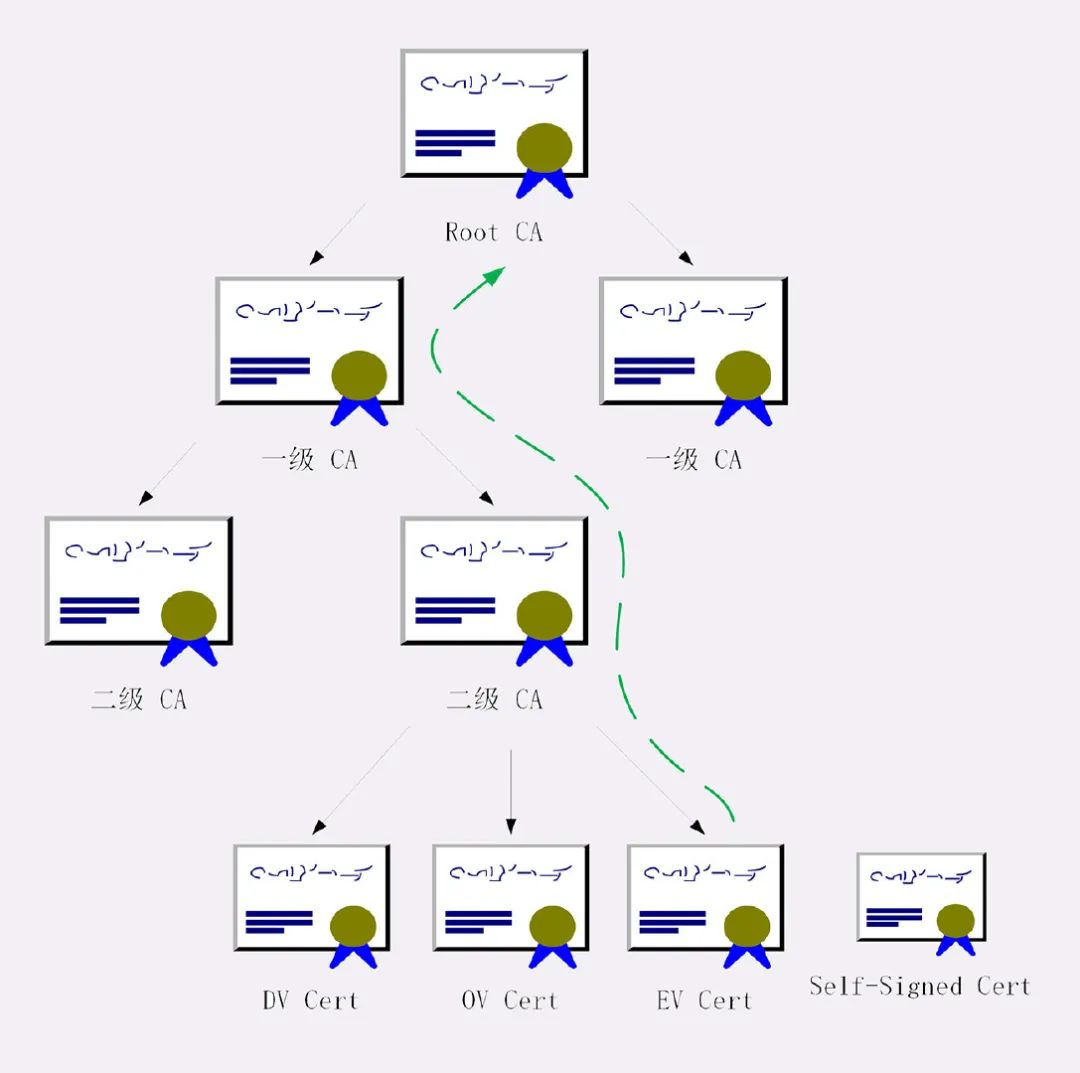 Root CA
一级 CA
一级 CA
二级 CA
二级 CA
DV Cert
OV Cert
EV Cert
Self-Signed Cert